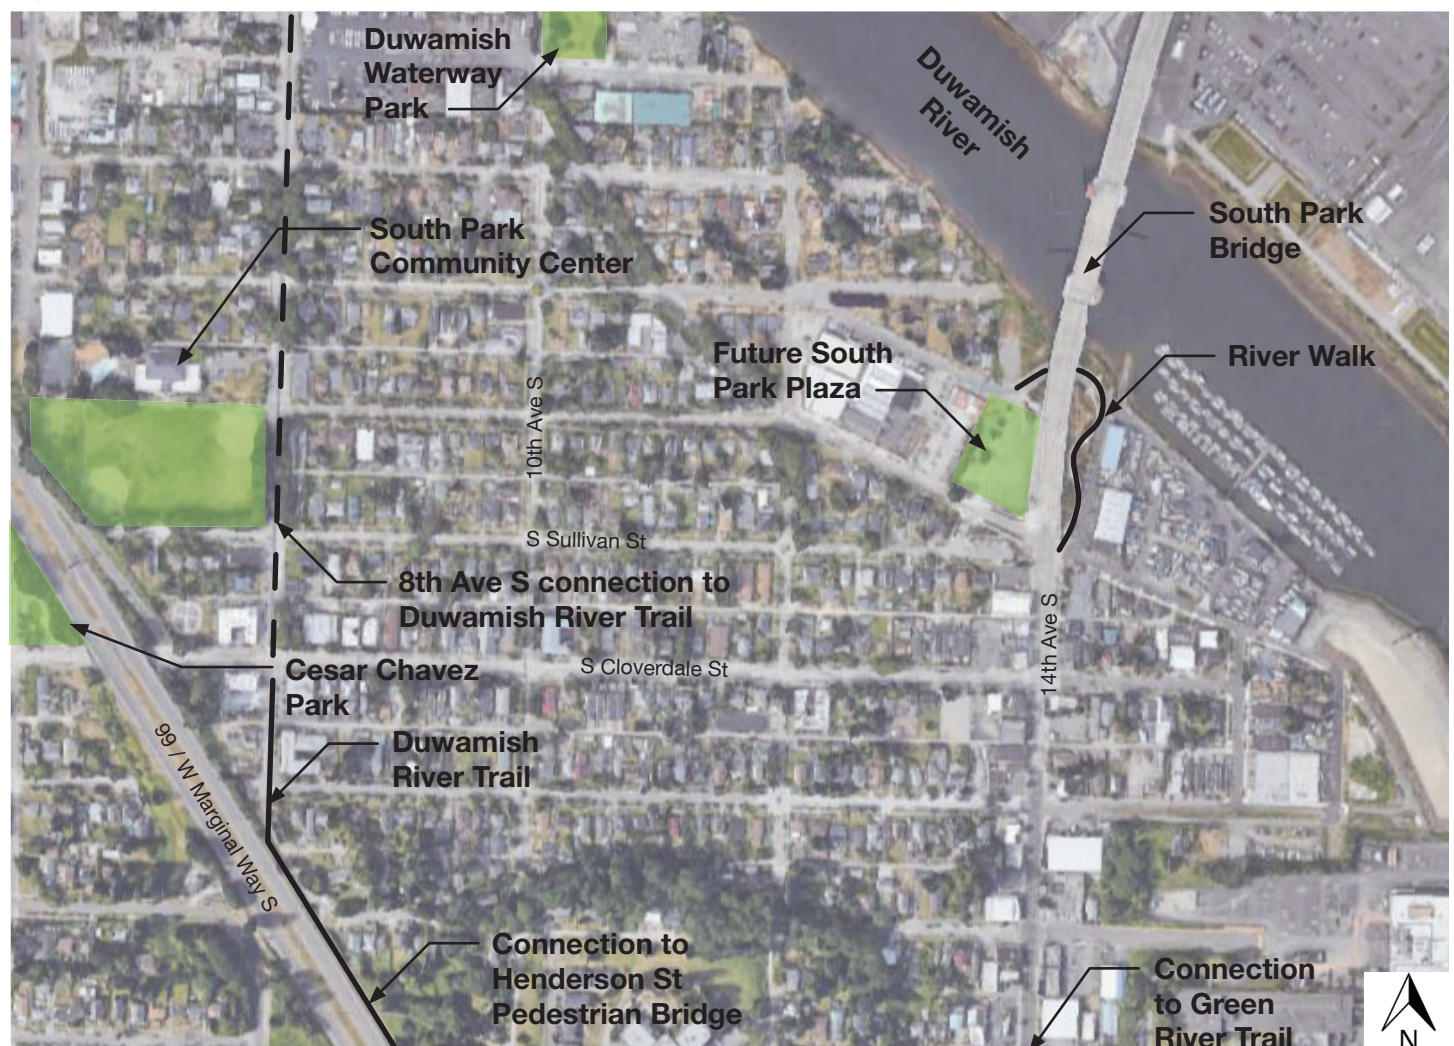 Duwamish
Waterway
Park
Duwamish
River
South Park
Community Center
South Park
Bridge
Future South
Park Plaza
River Walk
10th Ave S
S Sullivan St
8th Ave S connection to
Duwamish River Trail
14th Ave S
S Cloverdale St
Cesar Chavez
Park
Duwamish
River Trail
99 / W Marginal Way S
Connection to
Henderson St
Pedestrian Bridge
Connection
to Green
River Trail
N